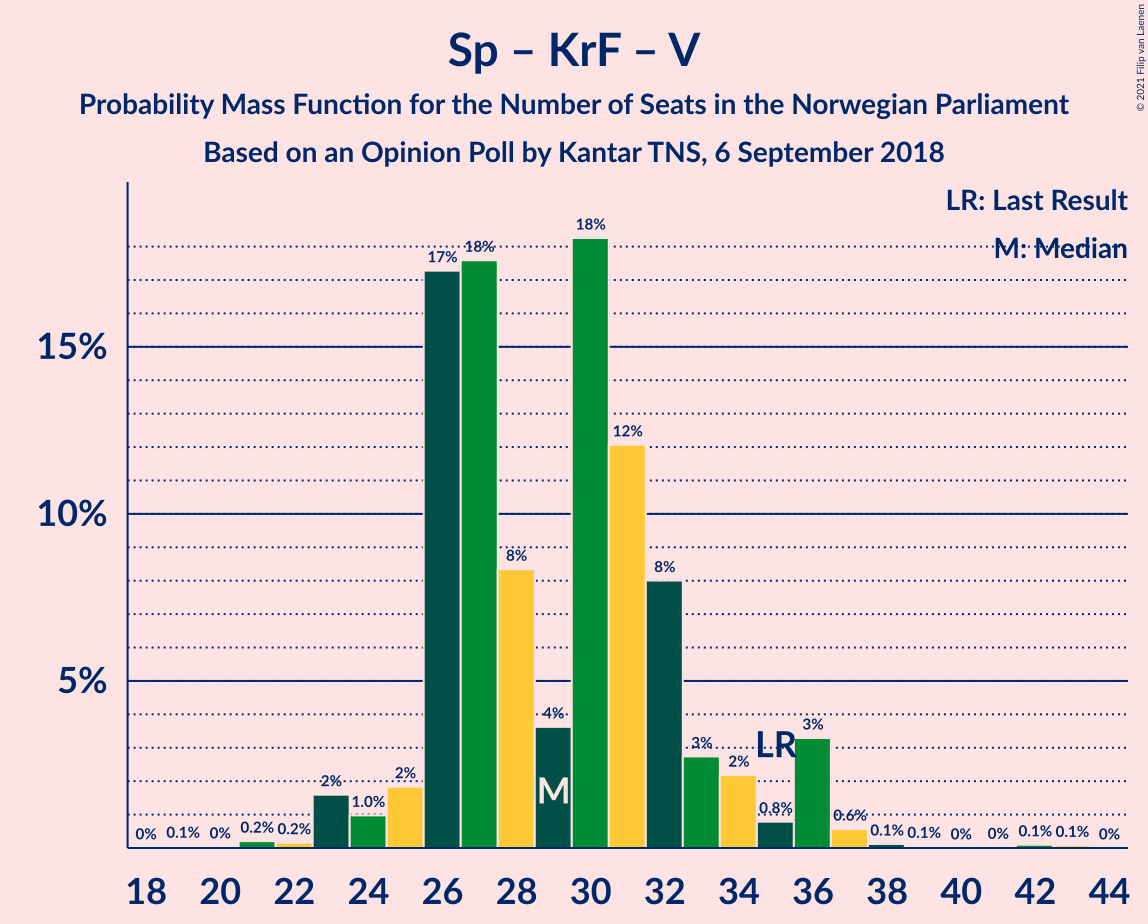 Sp – KrF – V
Probability Mass Function for the Number of Seats in the Norwegian Parliament
Based on an Opinion Poll by Kantar TNS, 6 September 2018
© 2021 Filip van Laenen
LR: Last Result
M: Median
15%
10%
5%
0% 0.1% 0% 0.2% 0.2% 2% 1.0% 2% 17% 18% 8% 4% 18% 12% 8% 3% 2% 0.8% 3% 0.6% 0.1% 0.1% 0% 0% 0.1% 0.1% 0%
LR
M
18 20 22 24 26 28 30 32 34 36 38 40 42 44